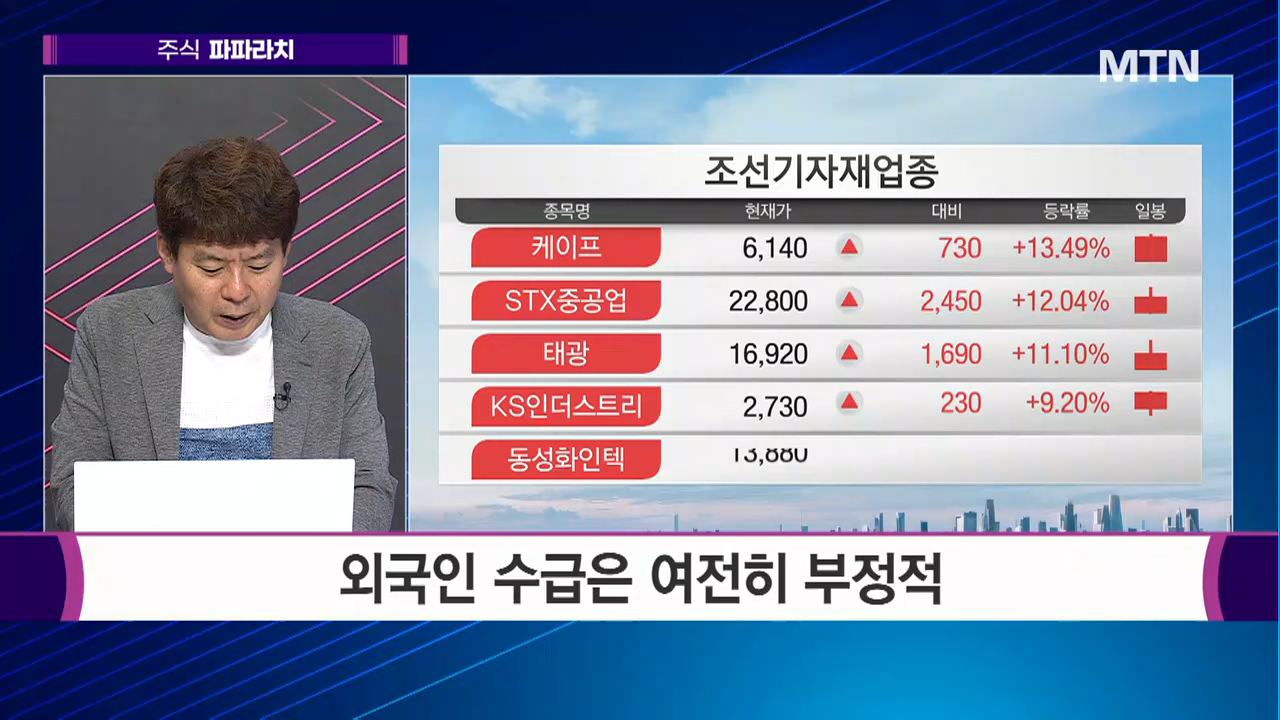 주식 파파라치
MTN
조선기자재업종
종목명 현재가 대비 등락률 일봉
케이프 6,140 ▲ 730 +13.49%
STX중공업 22,800 ▲ 2,450 +12.04%
태광 16,920 ▲ 1,690 +11.10%
KS인더스트리 2,730 ▲ 230 +9.20%
동성화인텍 13,880
외국인 수급은 여전히 부정적